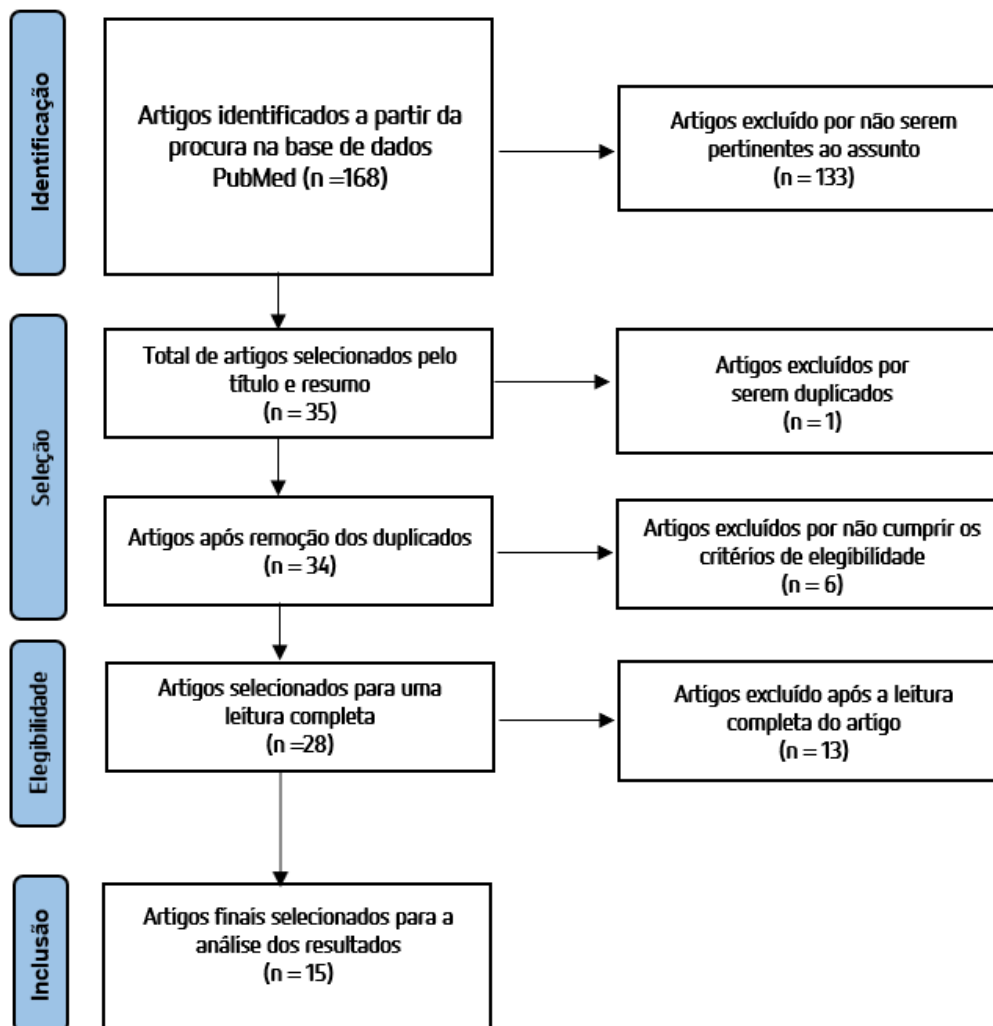 Identificação
Artigos identificados a partir da
procura na base de dados
PubMed (n =168)
Artigos excluído por não serem
pertinentes ao assunto
(n = 133)
Seleção
Total de artigos selecionados pelo
título e resumo
(n = 35)
Artigos excluídos por
serem duplicados
(n = 1)
Artigos após remoção dos duplicados
(n = 34)
Artigos excluídos por não cumprir os
critérios de elegibilidade
(n = 6)
Elegibilidade
Artigos selecionados para uma
leitura completa
(n =28)
Artigos excluído após a leitura
completa do artigo
(n = 13)
Inclusão
Artigos finais selecionados para a
análise dos resultados
(n = 15)